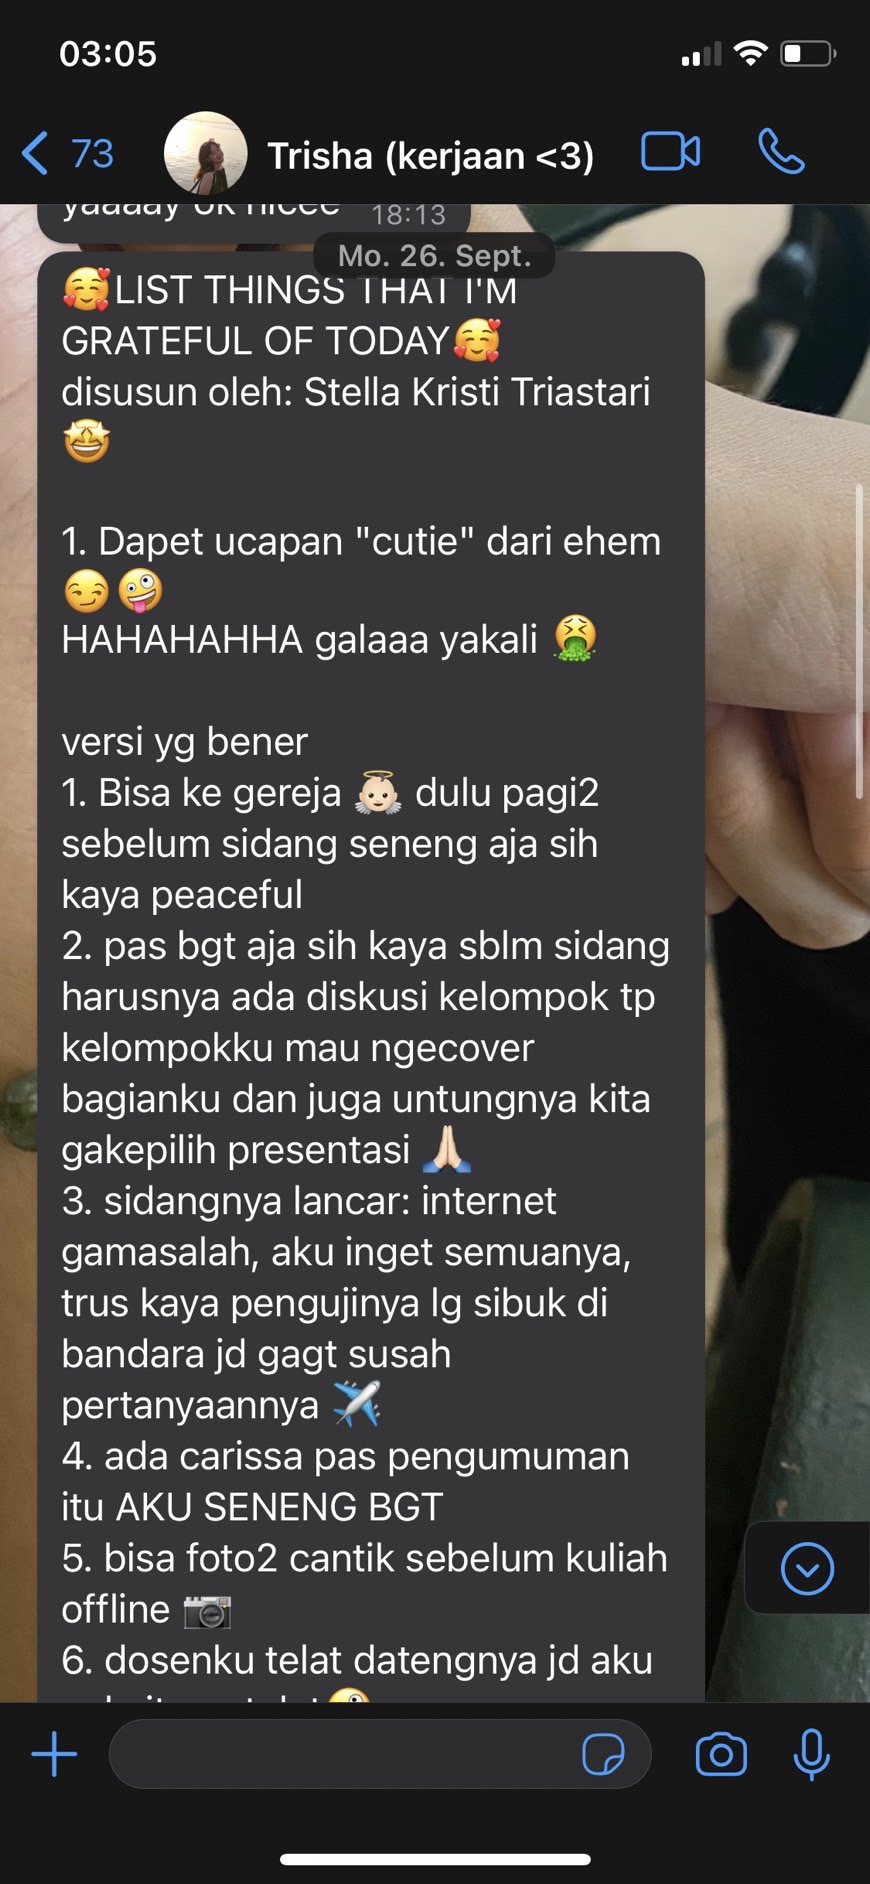 03:05
73
Trisha (kerjaan <3)
yaaaay ok nicee 18:13
Mo. 26. Sept.
🥰LIST THINGS THAT I'M
GRATEFUL OF TODAY🥰
disusun oleh: Stella Kristi Triastari
🤩
1. Dapet ucapan "cutie" dari ehem
😏🤪
HAHAHAHHA galaaa yakali 🤮
versi yg bener
1. Bisa ke gereja 👼🏻 dulu pagi2
sebelum sidang seneng aja sih
kaya peaceful
2. pas bgt aja sih kaya sblm sidang
harusnya ada diskusi kelompok tp
kelompokku mau ngecover
bagianku dan juga untungnya kita
gakepilih presentasi 🙏🏻
3. sidangnya lancar: internet
gamasalah, aku inget semuanya,
trus kaya pengujinya lg sibuk di
bandara jd gagt susah
pertanyaannya ✈️
4. ada carissa pas pengumuman
itu AKU SENENG BGT
5. bisa foto2 cantik sebelum kuliah
offline 📷
6. dosenku telat datengnya jd aku